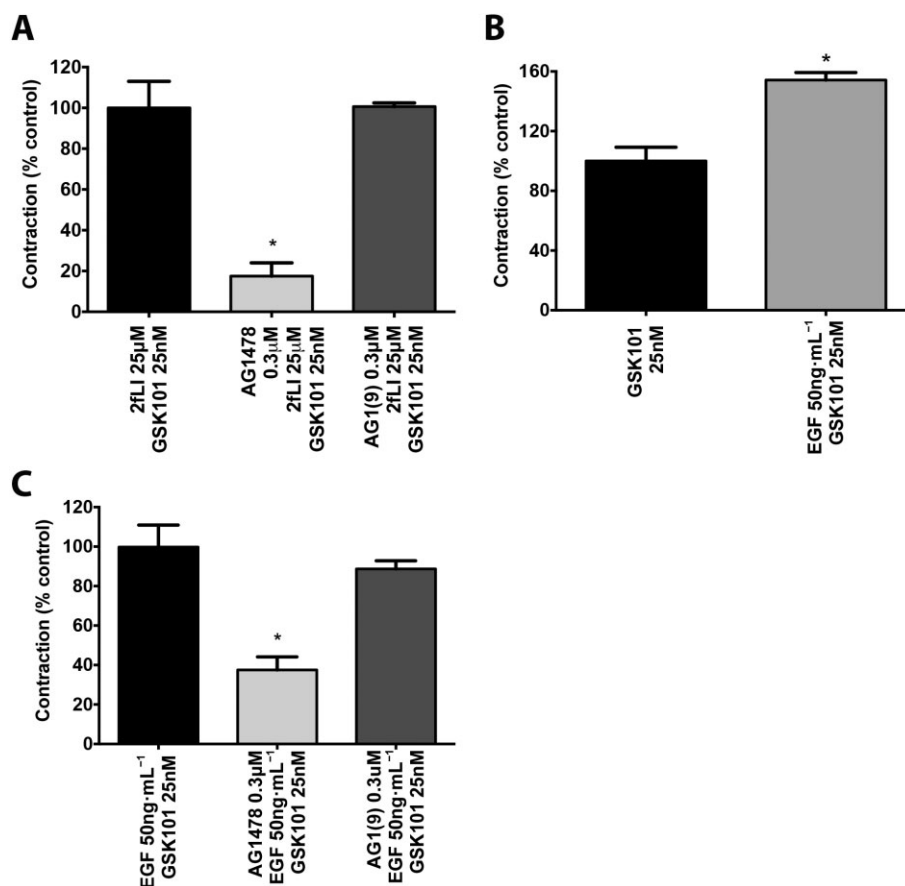 A
Contraction (% control)
120
100
80
60
40
20
0
*
2fLI 25µM
GSK101 25nM
AG1478
0.3µM
2fLI 25µM
GSK101 25nM
AG1(9) 0.3µM
2fLI 25µM
GSK101 25nM
B
Contraction (% control)
160
120
80
40
0
*
GSK101
25nM
EGF 50ng·mL⁻¹
GSK101 25nM
C
Contraction (% control)
120
100
80
60
40
20
0
*
EGF 50ng·mL⁻¹
GSK101 25nM
AG1478 0.3µM
EGF 50ng·mL⁻¹
GSK101 25nM
AG1(9) 0.3uM
EGF 50ng·mL⁻¹
GSK101 25nM